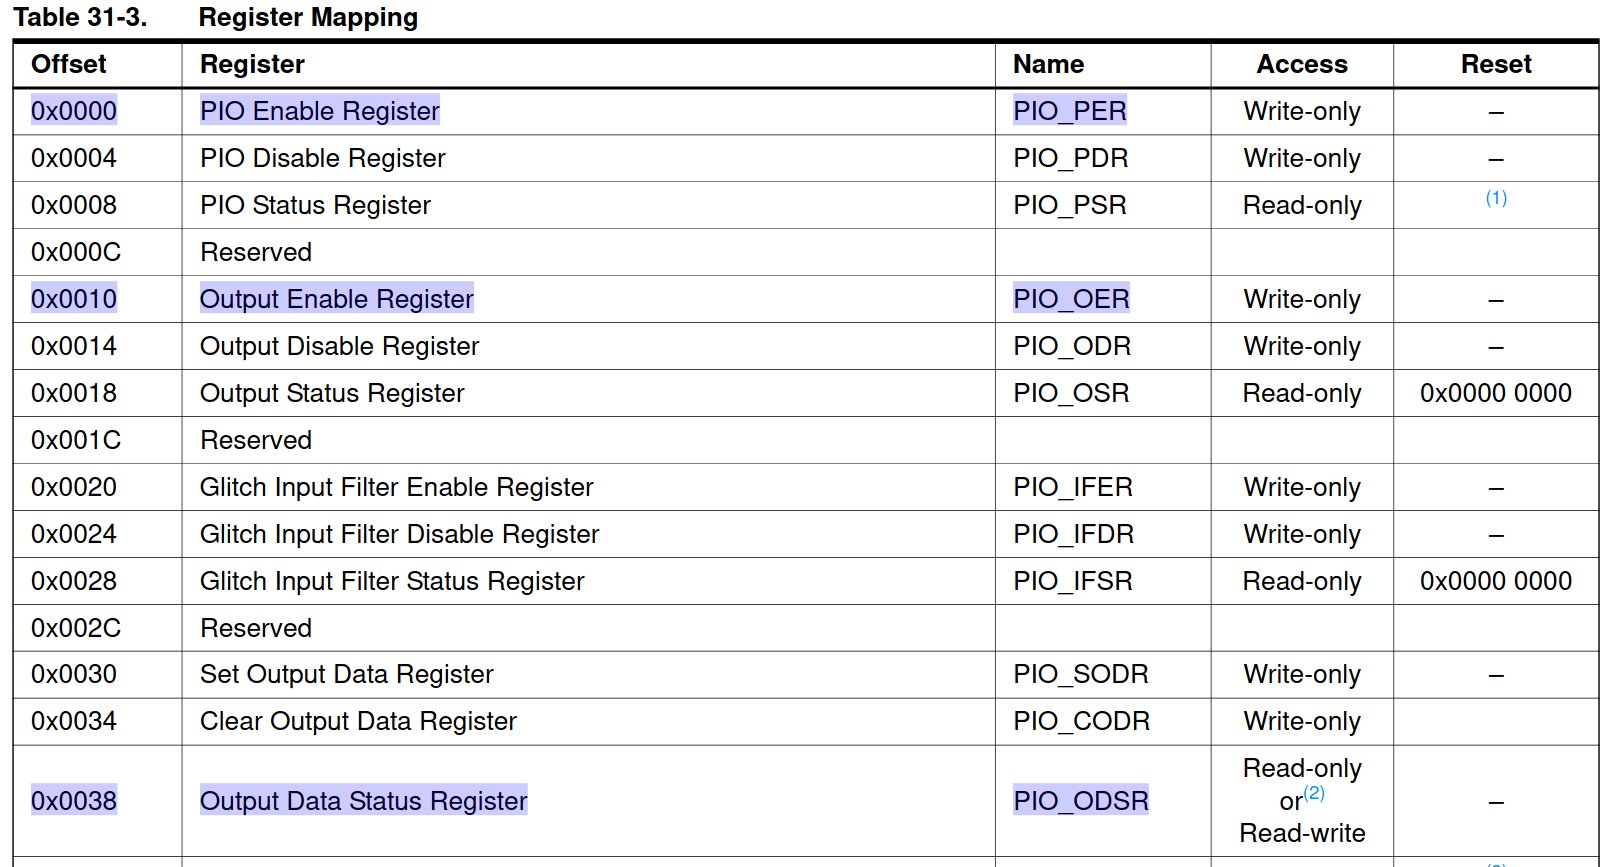 Table 31-3. Register Mapping
Offset Register Name Access Reset
0x0000 PIO Enable Register PIO_PER Write-only –
0x0004 PIO Disable Register PIO_PDR Write-only –
0x0008 PIO Status Register PIO_PSR Read-only (1)
0x000C Reserved
0x0010 Output Enable Register PIO_OER Write-only –
0x0014 Output Disable Register PIO_ODR Write-only –
0x0018 Output Status Register PIO_OSR Read-only 0x0000 0000
0x001C Reserved
0x0020 Glitch Input Filter Enable Register PIO_IFER Write-only –
0x0024 Glitch Input Filter Disable Register PIO_IFDR Write-only –
0x0028 Glitch Input Filter Status Register PIO_IFSR Read-only 0x0000 0000
0x002C Reserved
0x0030 Set Output Data Register PIO_SODR Write-only –
0x0034 Clear Output Data Register PIO_CODR Write-only
0x0038 Output Data Status Register PIO_ODSR Read-only
or(2)
Read-write –